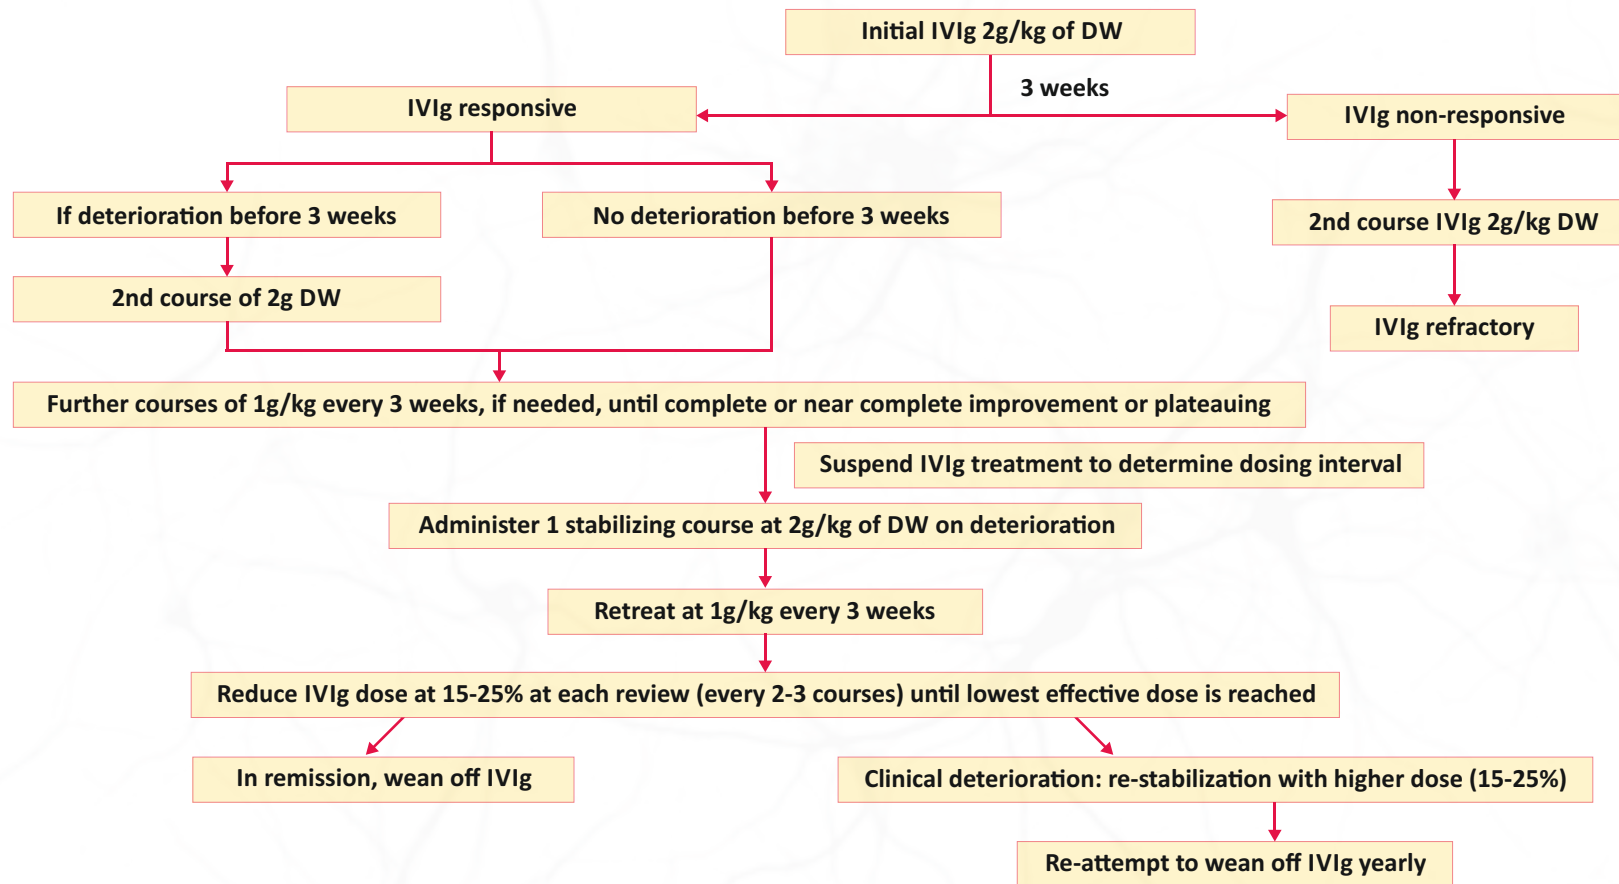 Initial IVIg 2g/kg of DW
3 weeks
IVIg responsive
IVIg non-responsive
If deterioration before 3 weeks
No deterioration before 3 weeks
2nd course IVIg 2g/kg DW
2nd course of 2g DW
IVIg refractory
Further courses of 1g/kg every 3 weeks, if needed, until complete or near complete improvement or plateauing
Suspend IVIg treatment to determine dosing interval
Administer 1 stabilizing course at 2g/kg of DW on deterioration
Retreat at 1g/kg every 3 weeks
Reduce IVIg dose at 15-25% at each review (every 2-3 courses) until lowest effective dose is reached
In remission, wean off IVIg
Clinical deterioration: re-stabilization with higher dose (15-25%)
Re-attempt to wean off IVIg yearly